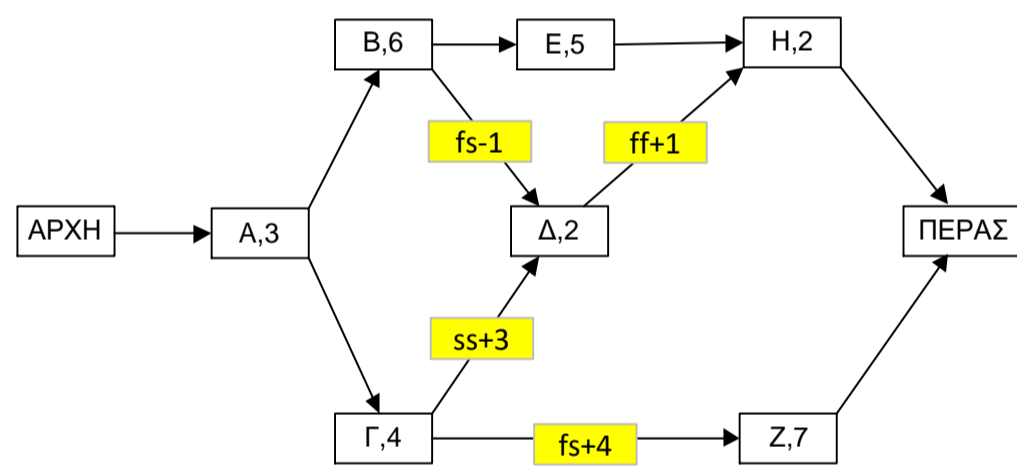 Β,6
Ε,5
Η,2
fs-1
ff+1
ΑΡΧΗ
Α,3
Δ,2
ΠΕΡΑΣ
ss+3
Γ,4
fs+4
Ζ,7